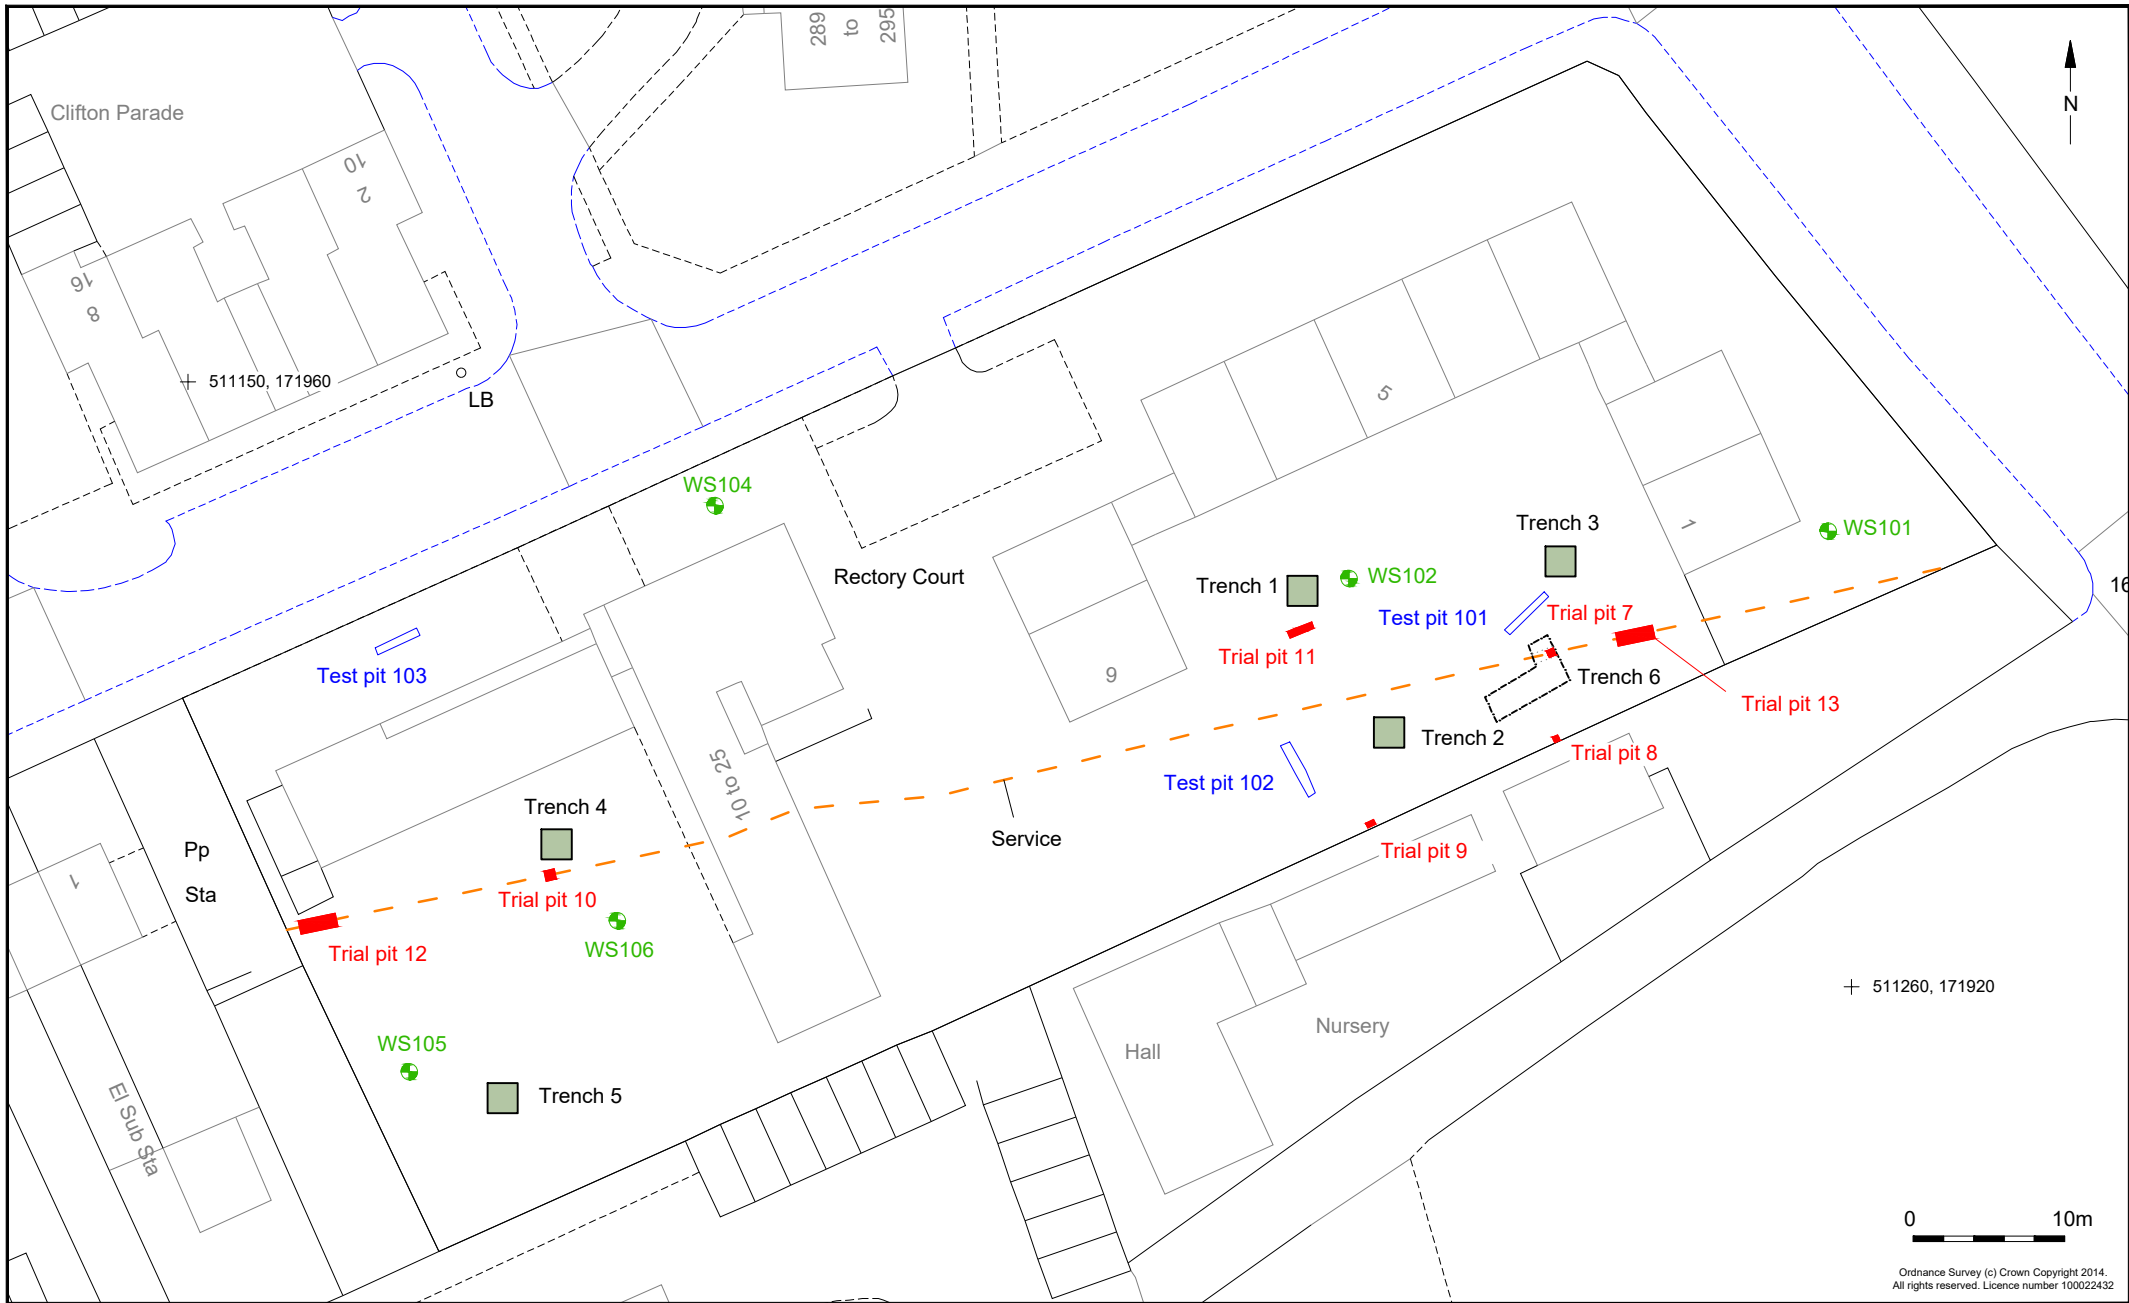 289
to
295
Clifton Parade
N
10
2
16
8
511150, 171960
LB
5
WS104
Trench 3
1
WS101
Rectory Court
Trench 1
WS102
16
Test pit 101
Trial pit 7
Trial pit 11
Test pit 103
9
Trench 6
Trial pit 13
Trench 2
Trial pit 8
Test pit 102
10 to 25
Trench 4
Service
Pp
Sta
1
Trial pit 9
Trial pit 10
Trial pit 12
WS106
511260, 171920
Nursery
Hall
WS105
Trench 5
El Sub Sta
0 10m
Ordnance Survey (c) Crown Copyright 2014.
All rights reserved. Licence number 100022432